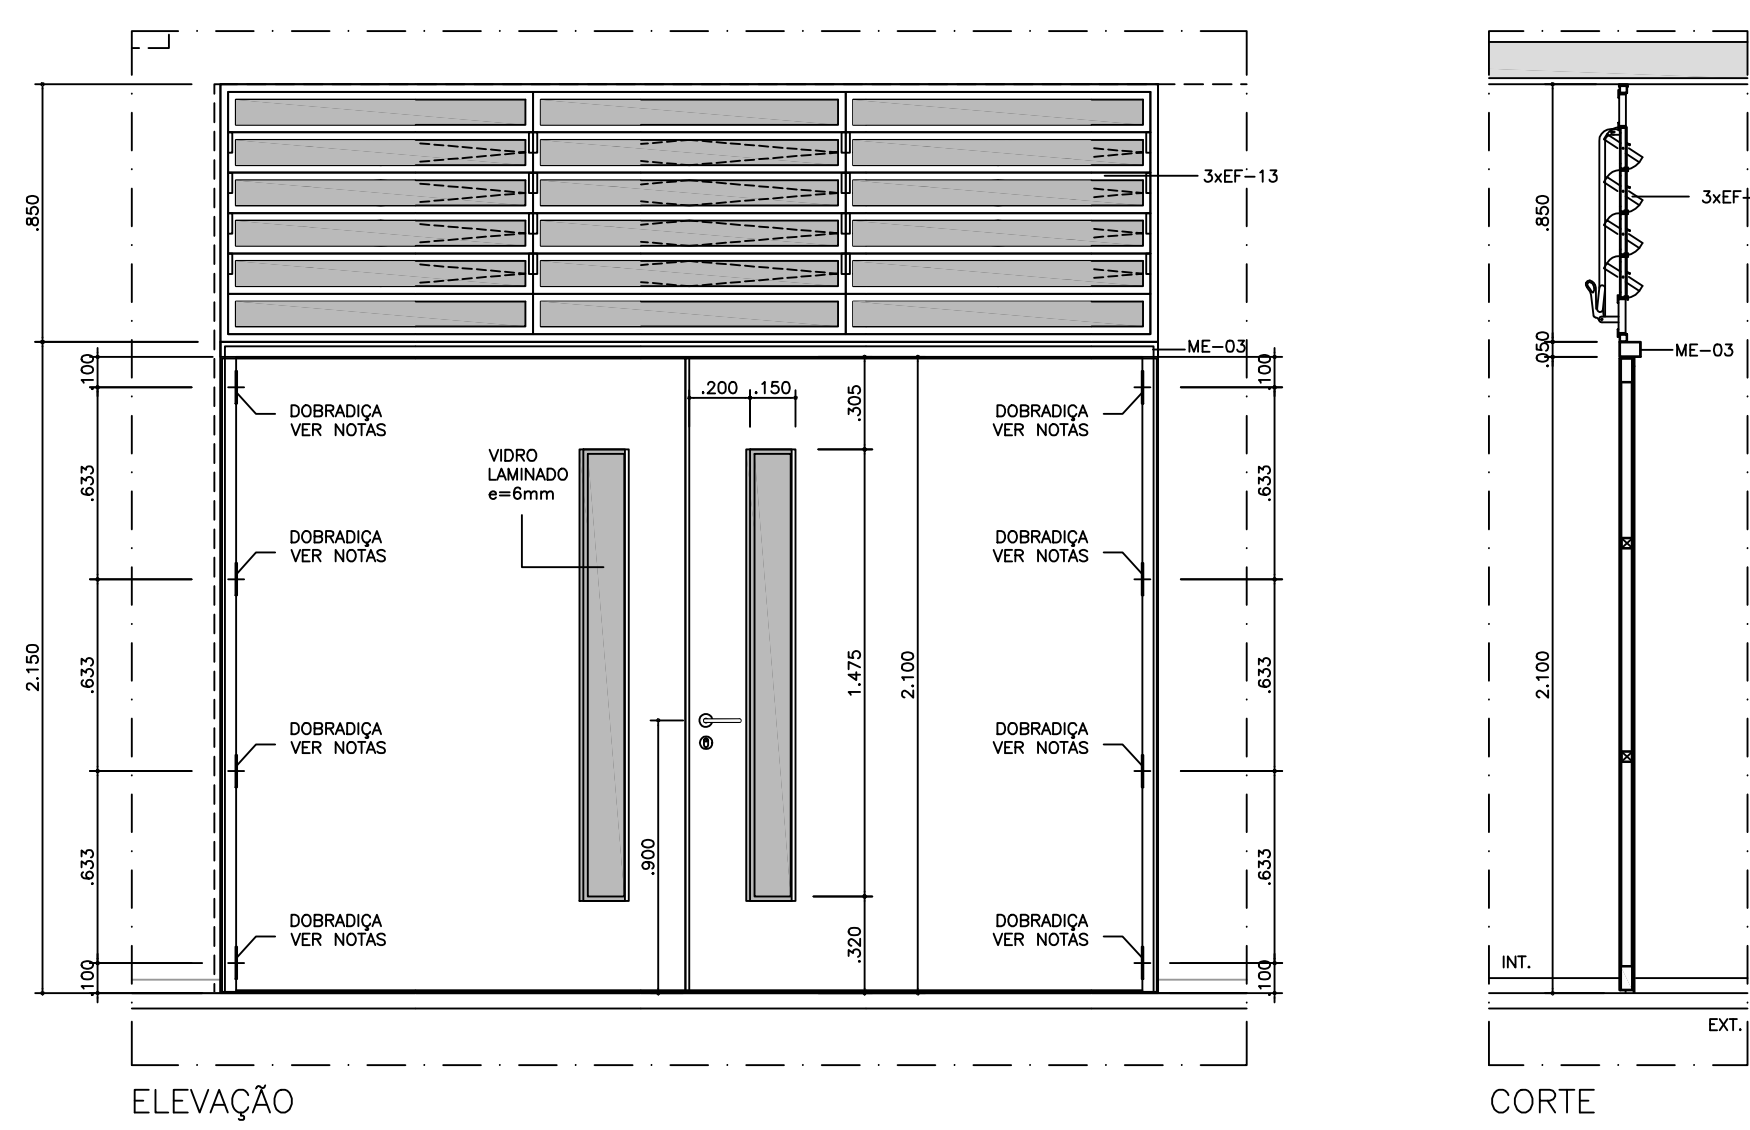 3xEF-13
3xEF-
.850
.850
ME-03
ME-03
.100
.100
.050
.200
.150
.305
DOBRADIÇA
VER NOTAS
DOBRADIÇA
VER NOTAS
VIDRO
LAMINADO
e=6mm
.633
.633
DOBRADIÇA
VER NOTAS
DOBRADIÇA
VER NOTAS
2.150
.633
1.475
2.100
.633
2.100
DOBRADIÇA
VER NOTAS
DOBRADIÇA
VER NOTAS
.633
.900
.633
DOBRADIÇA
VER NOTAS
DOBRADIÇA
VER NOTAS
.320
.100
.100
INT.
EXT.
ELEVAÇÃO
CORTE